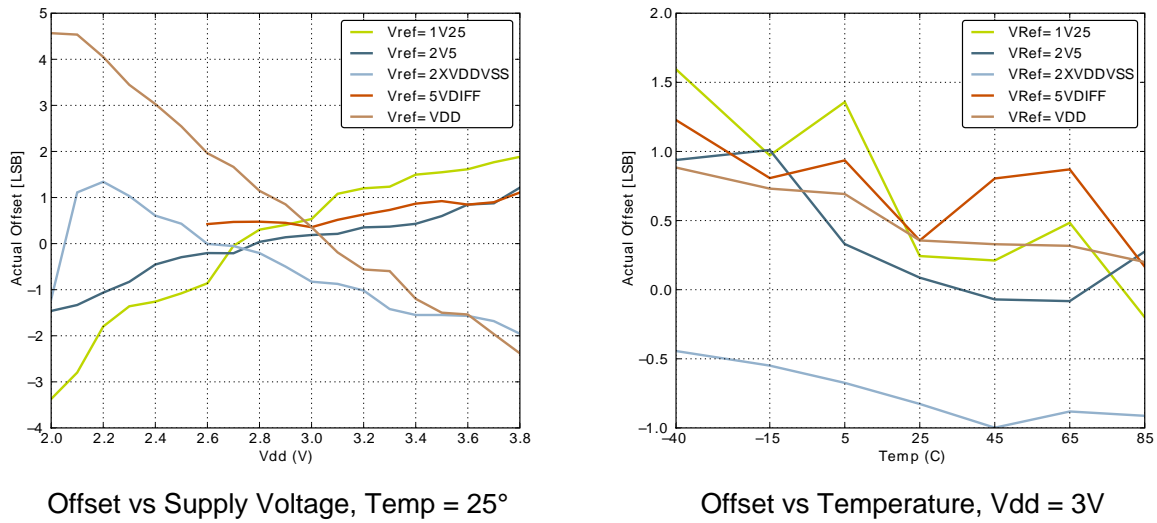 5
4
3
2
1
0
−1
−2
−3
−4
2.0
2.2
2.4
2.6
2.8
3.0
3.2
3.4
3.6
3.8
Vdd (V)
Actual Offset [LSB]
Vref= 1V25
Vref= 2V5
Vref= 2XVDDVSS
Vref= 5VDIFF
Vref= VDD
Offset vs Supply Voltage, Temp = 25°
2.0
1.5
1.0
0.5
0.0
−0.5
−1.0
−40
−15
5
25
45
65
85
Temp (C)
Actual Offset [LSB]
VRef= 1V25
VRef= 2V5
VRef= 2XVDDVSS
VRef= 5VDIFF
VRef= VDD
Offset vs Temperature, Vdd = 3V